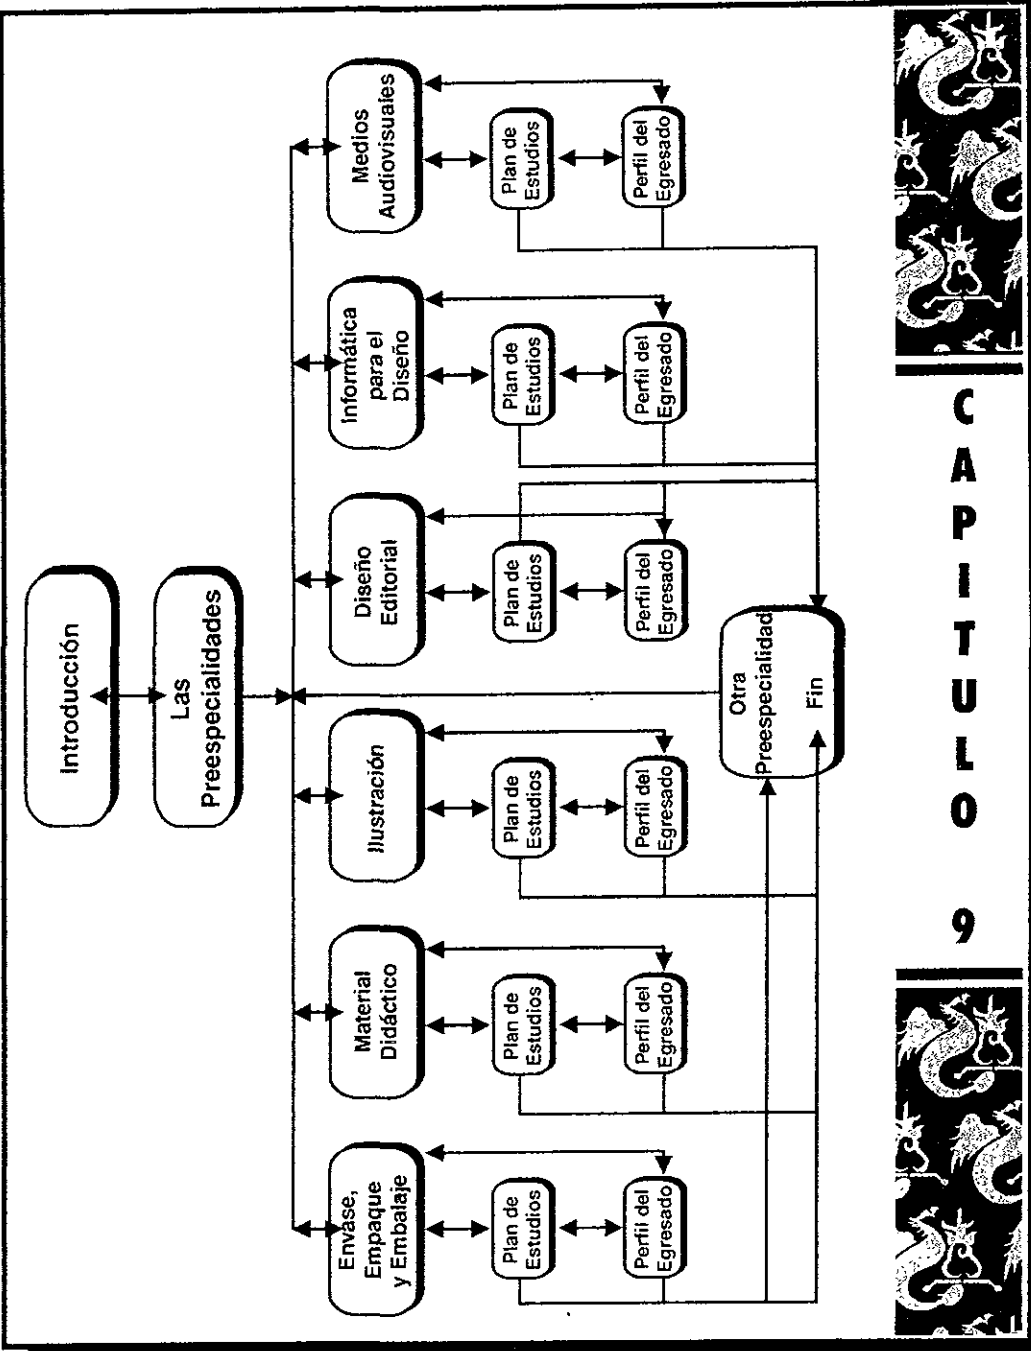 Introducción
Las
Preespecialidades
Envase,
Empaque
y Embalaje
Material
Didáctico
Ilustración
Diseño
Editorial
Informática
para el
Diseño
Medios
Audiovisuales
Plan de
Estudios
Plan de
Estudios
Plan de
Estudios
Plan de
Estudios
Plan de
Estudios
Plan de
Estudios
Perfil del
Egresado
Perfil del
Egresado
Perfil del
Egresado
Perfil del
Egresado
Perfil del
Egresado
Perfil del
Egresado
Otra
Preespecialidad
Fin
CAPITULO 9